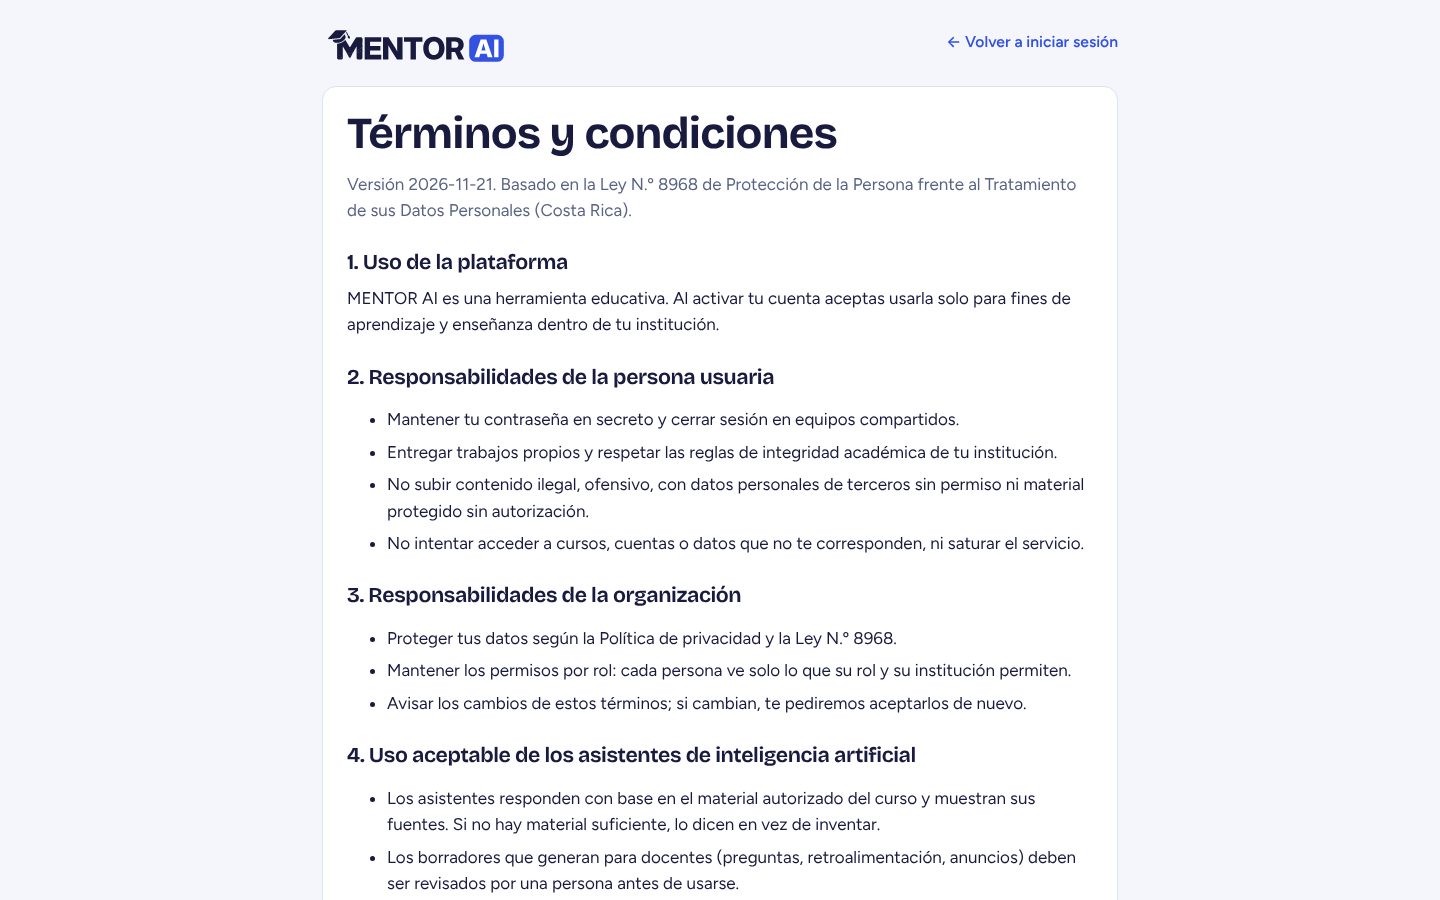 MENTOR AI
← Volver a iniciar sesión
Términos y condiciones
Versión 2026-11-21. Basado en la Ley N.º 8968 de Protección de la Persona frente al Tratamiento
de sus Datos Personales (Costa Rica).
1. Uso de la plataforma
MENTOR AI es una herramienta educativa. Al activar tu cuenta aceptas usarla solo para fines de
aprendizaje y enseñanza dentro de tu institución.
2. Responsabilidades de la persona usuaria
• Mantener tu contraseña en secreto y cerrar sesión en equipos compartidos.
• Entregar trabajos propios y respetar las reglas de integridad académica de tu institución.
• No subir contenido ilegal, ofensivo, con datos personales de terceros sin permiso ni material
protegido sin autorización.
• No intentar acceder a cursos, cuentas o datos que no te corresponden, ni saturar el servicio.
3. Responsabilidades de la organización
• Proteger tus datos según la Política de privacidad y la Ley N.º 8968.
• Mantener los permisos por rol: cada persona ve solo lo que su rol y su institución permiten.
• Avisar los cambios de estos términos; si cambian, te pediremos aceptarlos de nuevo.
4. Uso aceptable de los asistentes de inteligencia artificial
• Los asistentes responden con base en el material autorizado del curso y muestran sus
fuentes. Si no hay material suficiente, lo dicen en vez de inventar.
• Los borradores que generan para docentes (preguntas, retroalimentación, anuncios) deben
ser revisados por una persona antes de usarse.